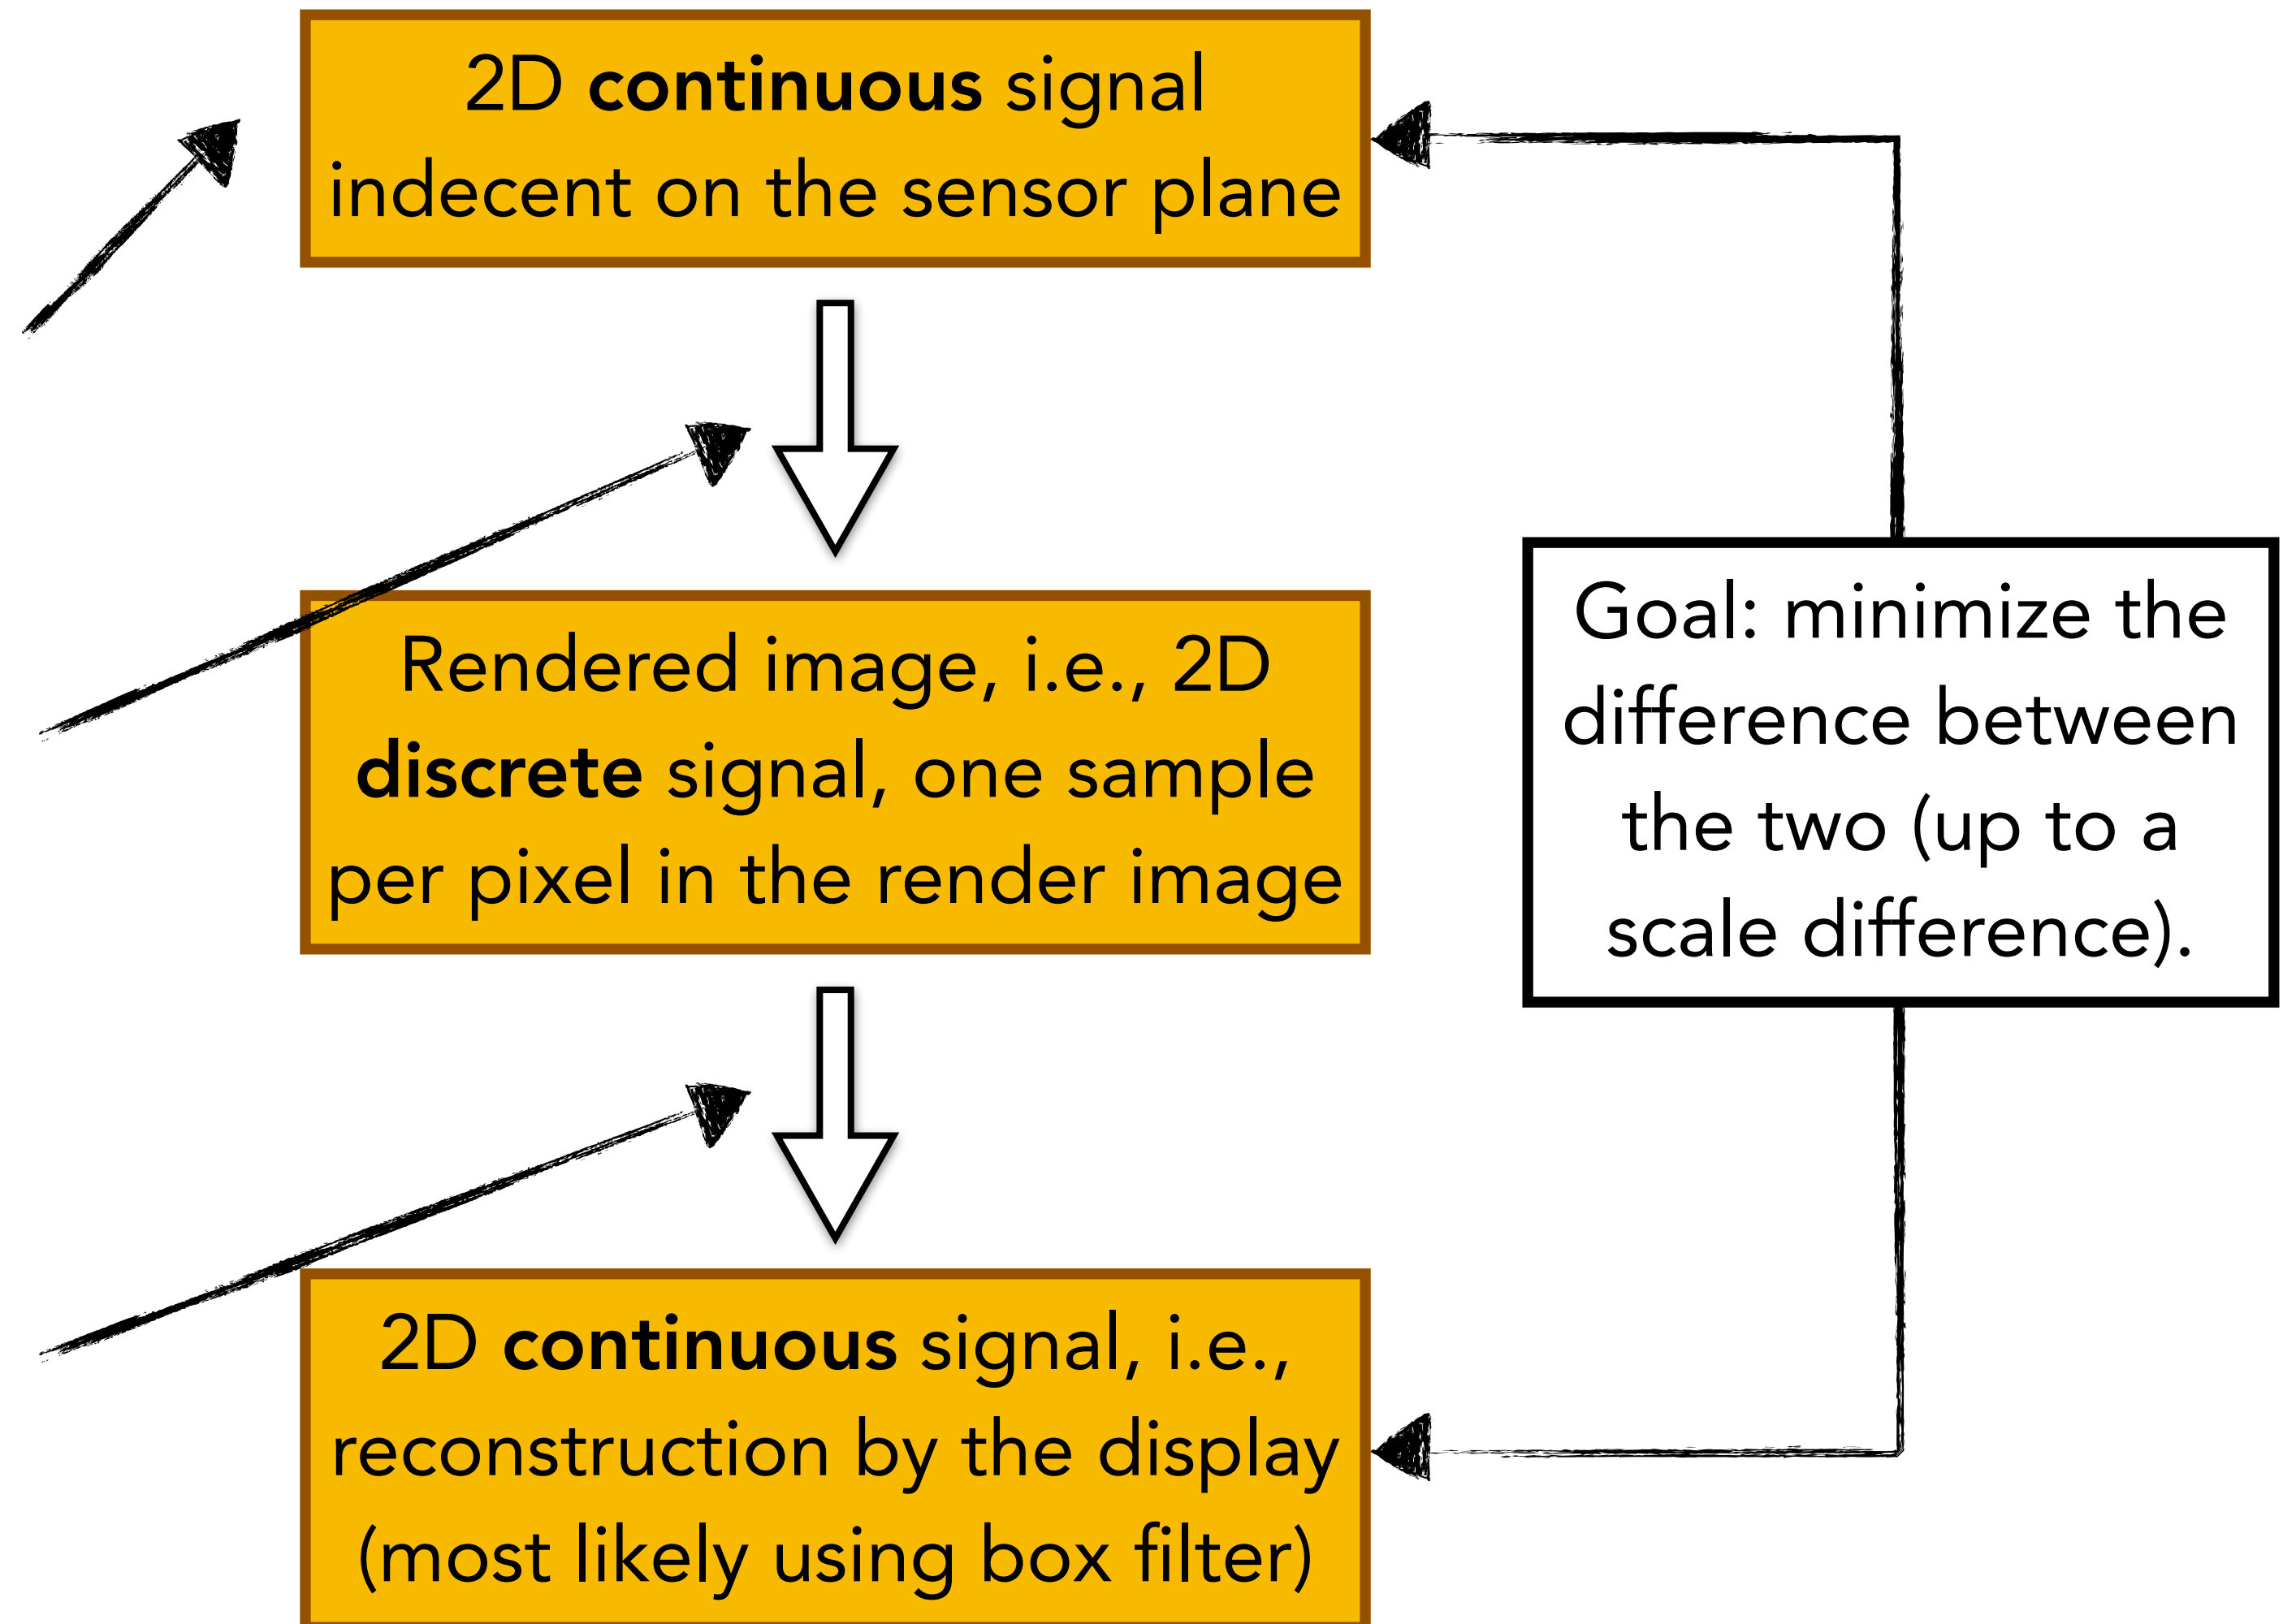 2D continuous signal
indecent on the sensor plane
Rendered image, i.e., 2D
discrete signal, one sample
per pixel in the render image
Goal: minimize the
difference between
the two (up to a
scale difference).
2D continuous signal, i.e.,
reconstruction by the display
(most likely using box filter)